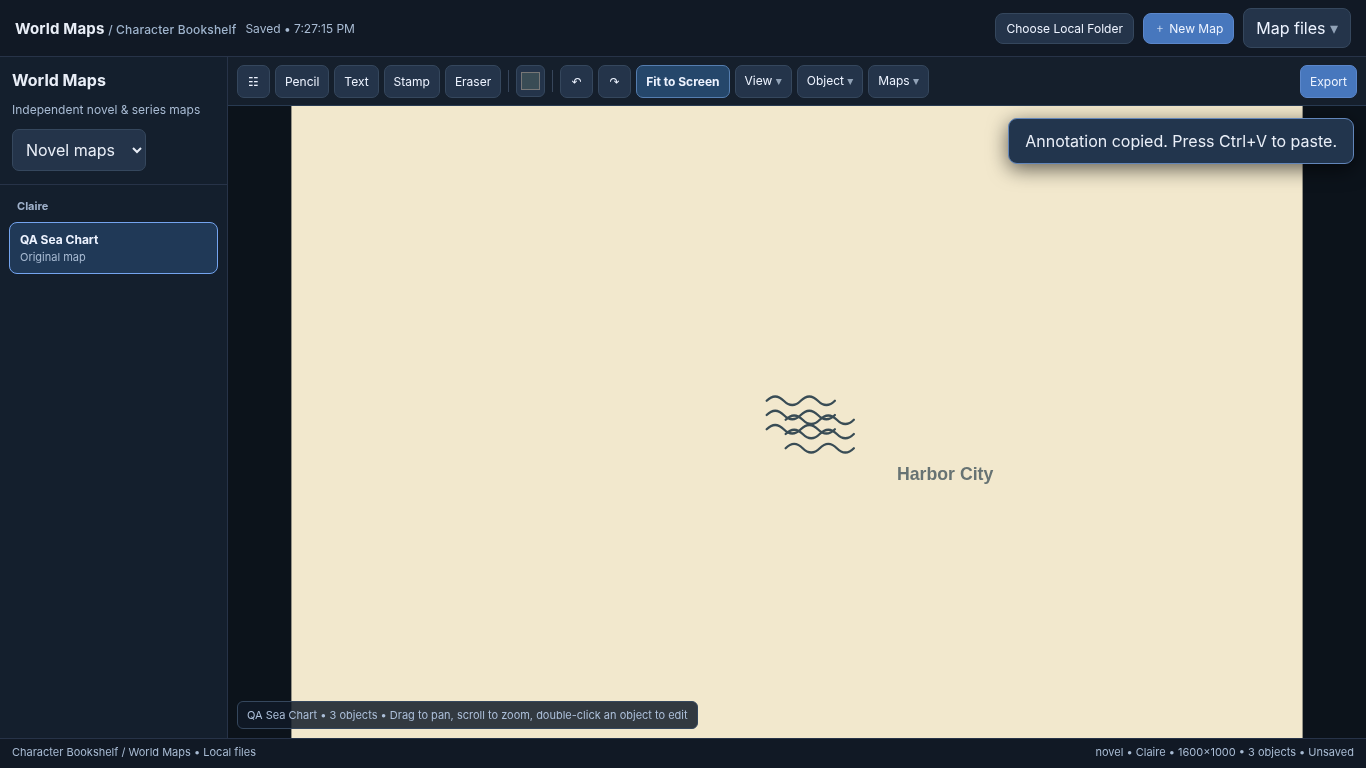 World Maps / Character Bookshelf Saved • 7:27:15 PM
Choose Local Folder + New Map Map files ▾
World Maps
Independent novel & series maps
Novel maps
Claire
QA Sea Chart
Original map
☷ Pencil Text Stamp Eraser ↶ ↷ Fit to Screen View ▾ Object ▾ Maps ▾ Export
Annotation copied. Press Ctrl+V to paste.
Harbor City
QA Sea Chart • 3 objects • Drag to pan, scroll to zoom, double-click an object to edit
Character Bookshelf / World Maps • Local files
novel • Claire • 1600×1000 • 3 objects • Unsaved